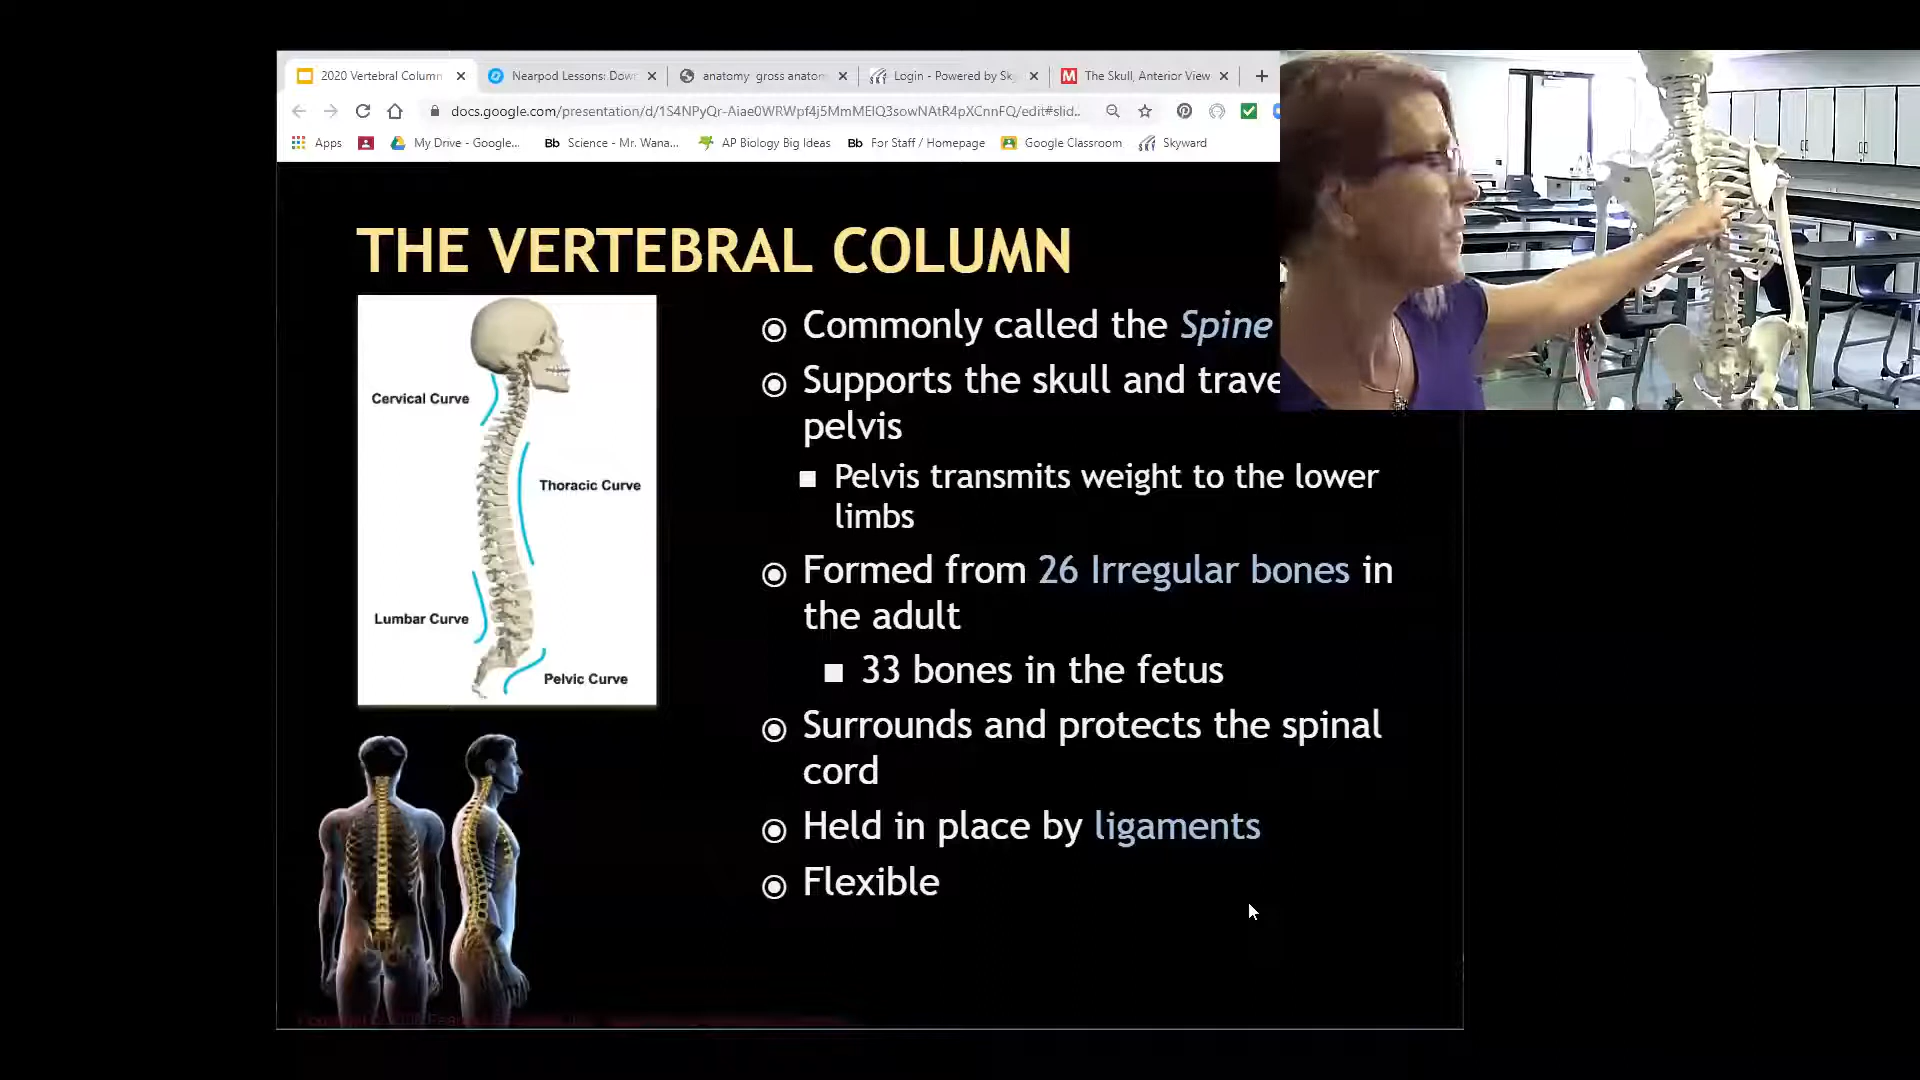 2020 Vertebral Column
Nearpod Lessons: Dow
anatomy gross anatom
Login - Powered by Sk
The Skull, Anterior View
docs.google.com/presentation/d/1S4NPyQr-Aiae0WRWpf4j5MmMElQ3sowNAtR4pXCnnFQ/edit#slid..
Apps
My Drive - Google...
Bb Science - Mr. Wana...
AP Biology Big Ideas
Bb For Staff / Homepage
Google Classroom
Skyward
THE VERTEBRAL COLUMN
Cervical Curve
Thoracic Curve
Lumbar Curve
Pelvic Curve
Commonly called the Spine
Supports the skull and trave
pelvis
Pelvis transmits weight to the lower
limbs
Formed from 26 Irregular bones in
the adult
33 bones in the fetus
Surrounds and protects the spinal
cord
Held in place by ligaments
Flexible